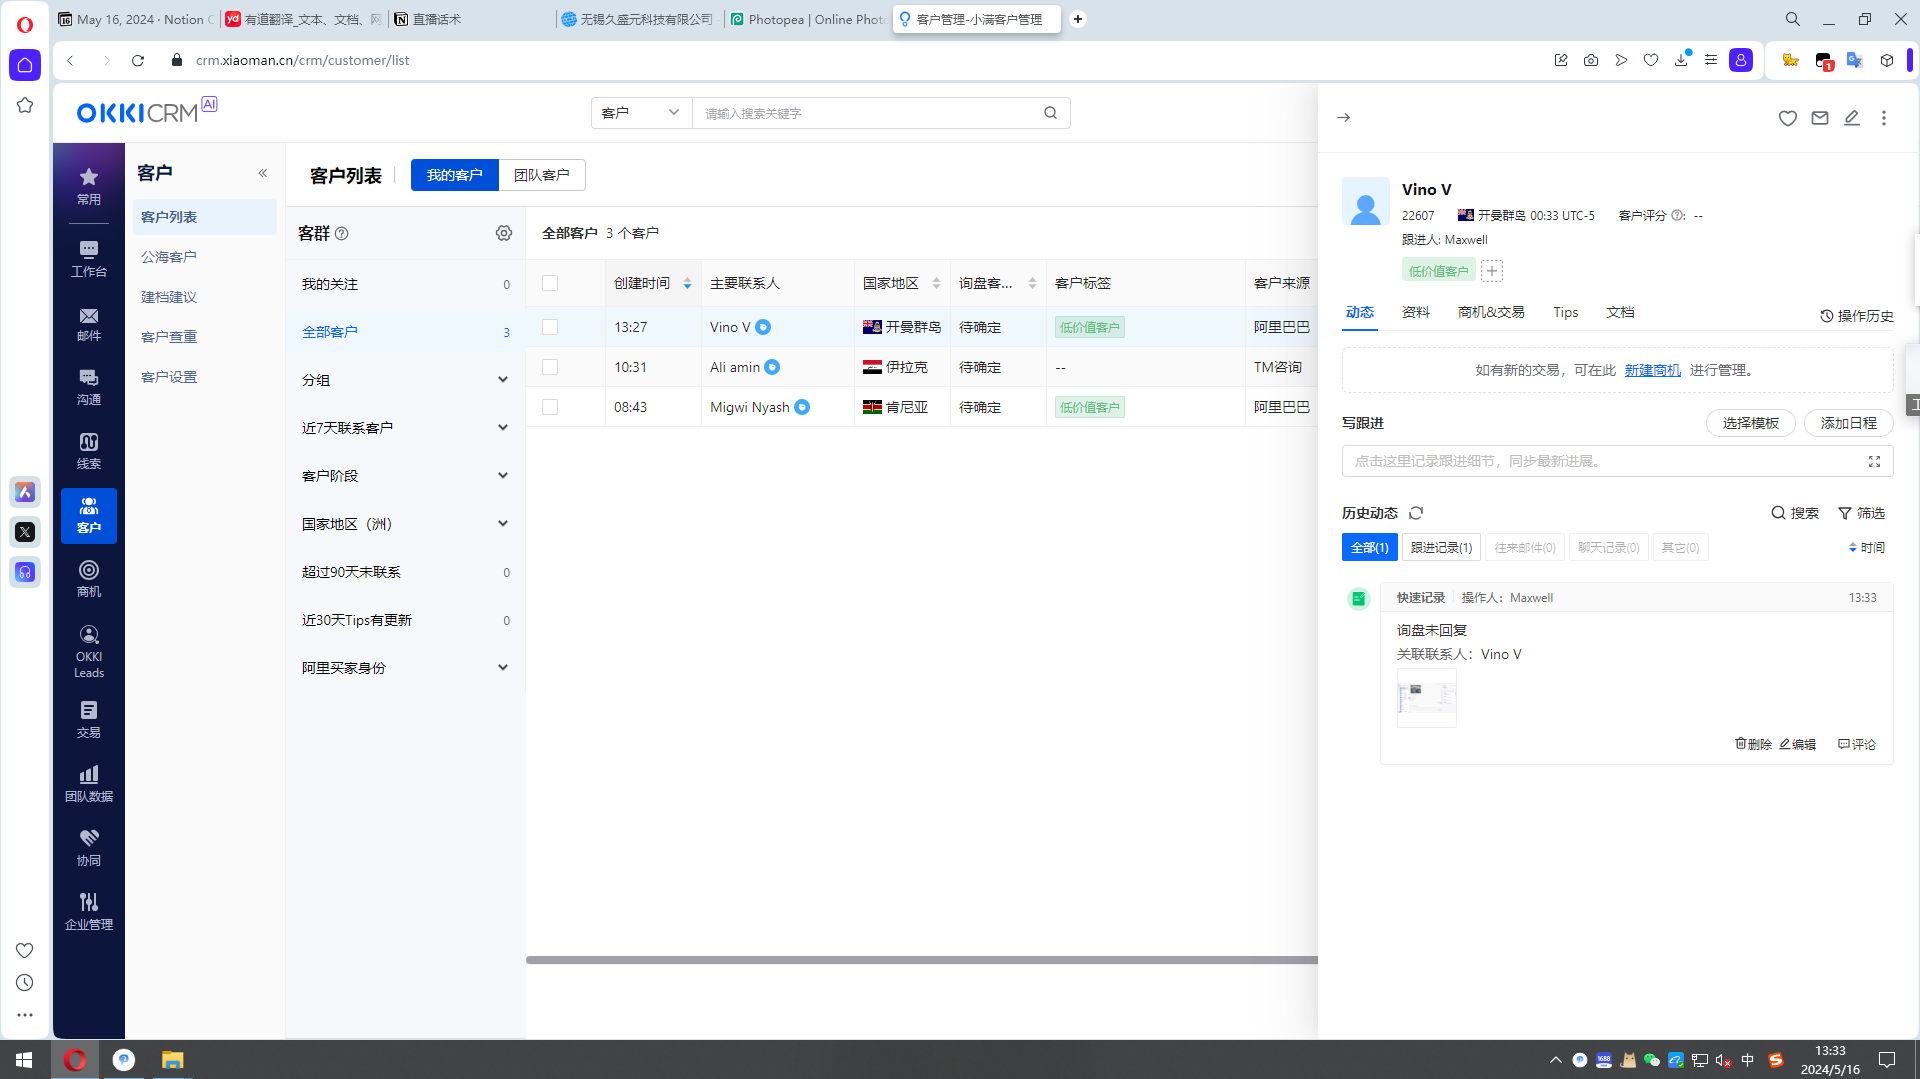 May 16, 2024 · Notion C
有道翻译_文本、文档、网
直播话术
无锡久盛元科技有限公司
Photopea | Online Photo
客户管理-小满客户管理
crm.xiaoman.cn/crm/customer/list
1
OKKICRM AI
客户
请输入搜索关键字
常用
工作台
邮件
沟通
线索
客户
商机
OKKI
Leads
交易
团队数据
协同
企业管理
客户
客户列表
公海客户
建档建议
客户查重
客户设置
客户列表
我的客户
团队客户
客群
我的关注 0
全部客户 3
分组
近7天联系客户
客户阶段
国家地区（洲）
超过90天未联系 0
近30天Tips有更新 0
阿里买家身份
全部客户 3 个客户
创建时间 主要联系人 国家地区 询盘客... 客户标签 客户来源
13:27 Vino V 开曼群岛 待确定 低价值客户 阿里巴巴
10:31 Ali amin 伊拉克 待确定 -- TM咨询
08:43 Migwi Nyash 肯尼亚 待确定 低价值客户 阿里巴巴
Vino V
22607 开曼群岛 00:33 UTC-5 客户评分 : --
跟进人: Maxwell
低价值客户
动态 资料 商机&交易 Tips 文档 操作历史
如有新的交易，可在此 新建商机 进行管理。
写跟进 选择模板 添加日程
点击这里记录跟进细节，同步最新进展。
历史动态 搜索 筛选
全部(1) 跟进记录(1) 往来邮件(0) 聊天记录(0) 其它(0) 时间
快速记录 操作人: Maxwell 13:33
询盘未回复
关联联系人: Vino V
删除 编辑 评论
1688
中
13:33
2024/5/16